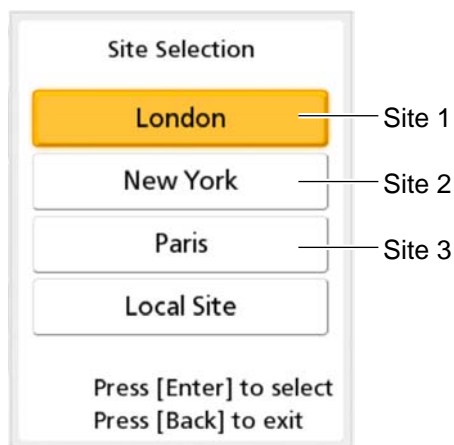 Site Selection
London
Site 1
New York
Site 2
Paris
Site 3
Local Site
Press [Enter] to select
Press [Back] to exit